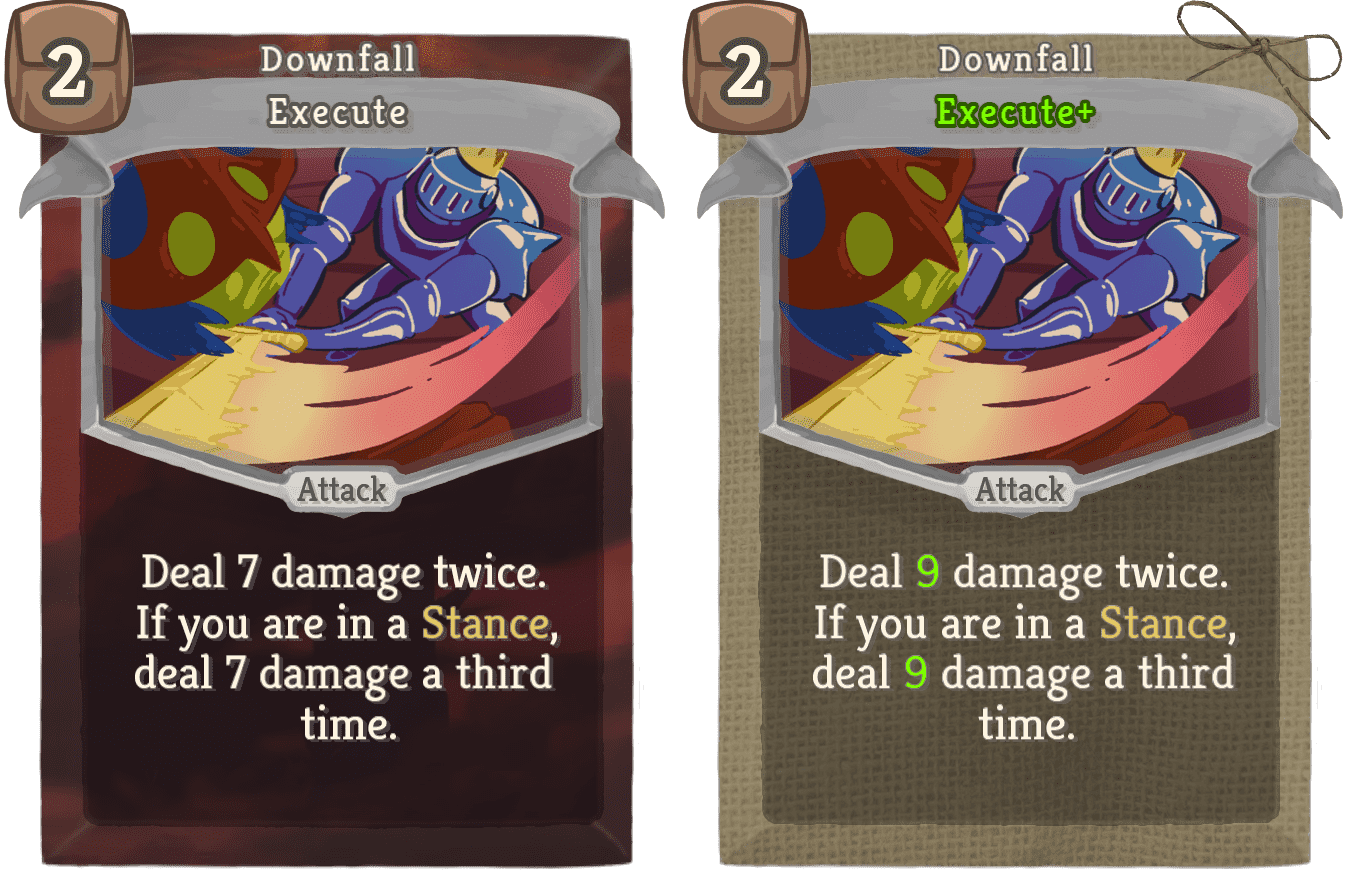 2
Downfall
Execute
Attack
Deal 7 damage twice.
If you are in a Stance,
deal 7 damage a third
time.
2
Downfall
Execute+
Attack
Deal 9 damage twice.
If you are in a Stance,
deal 9 damage a third
time.